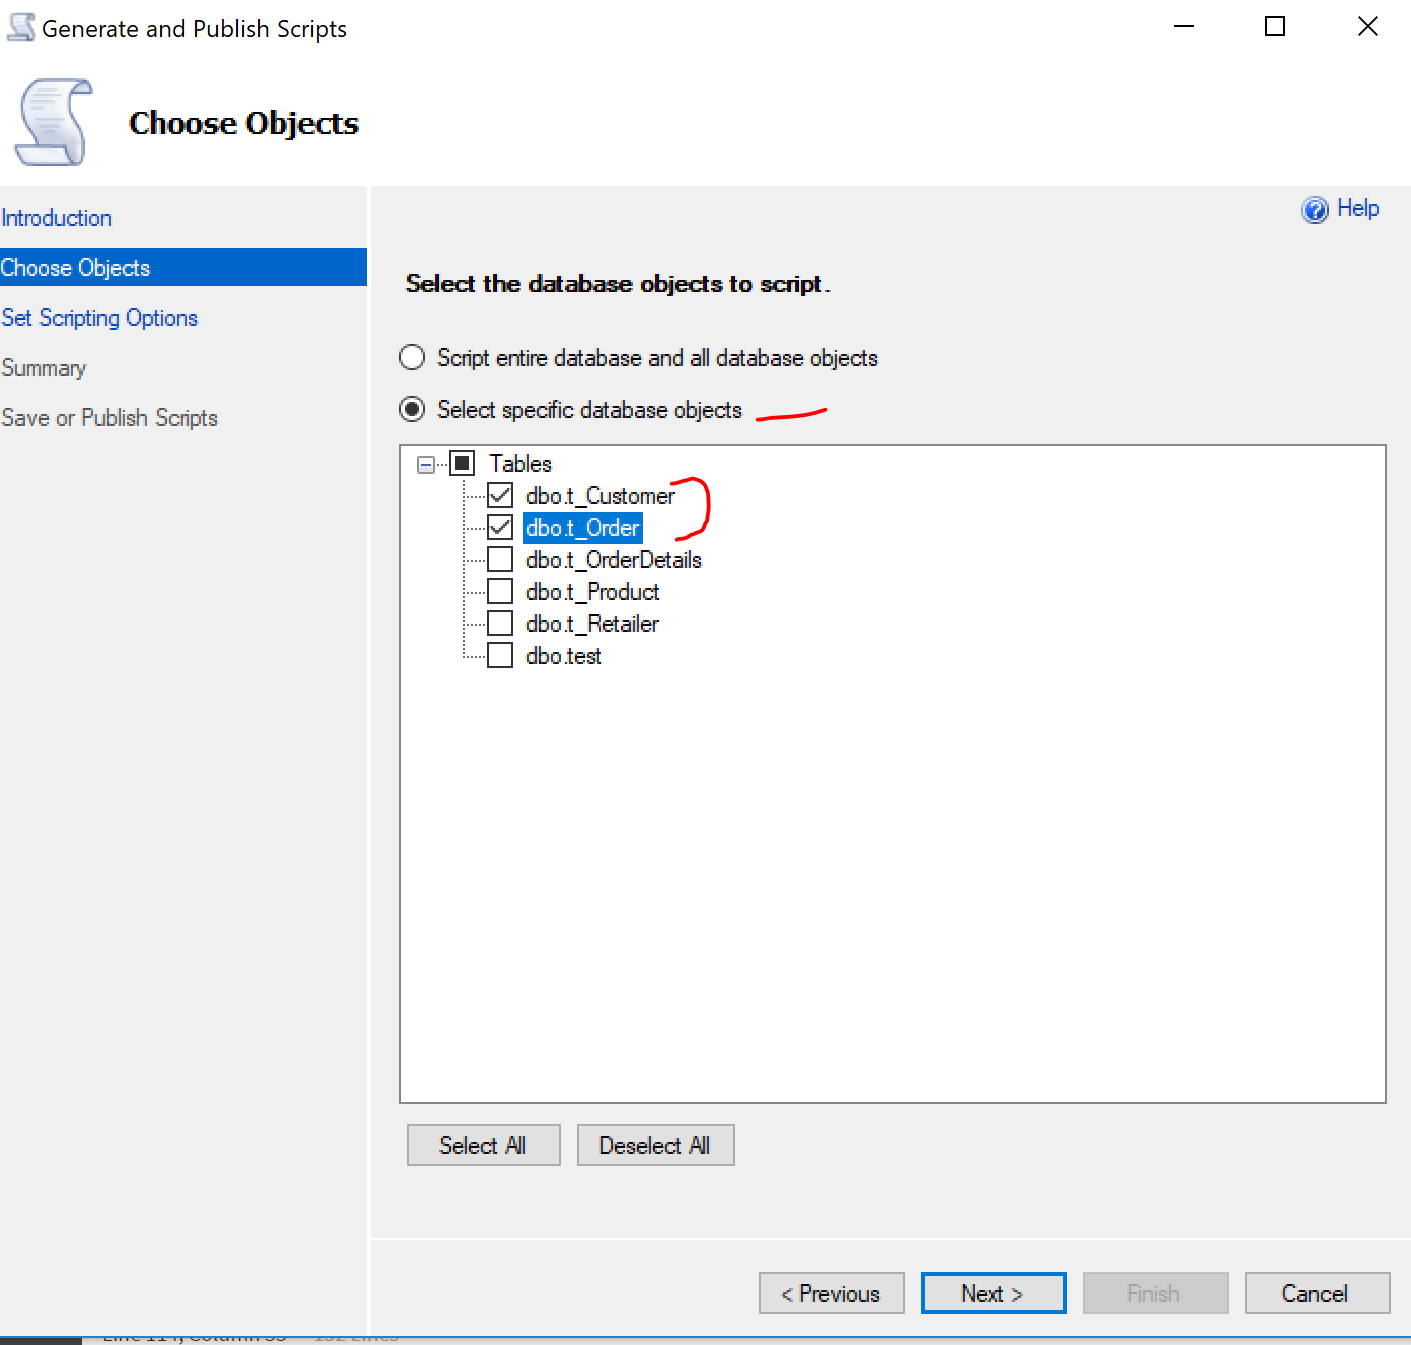 Generate and Publish Scripts
Choose Objects
Introduction
Choose Objects
Set Scripting Options
Summary
Save or Publish Scripts
Help
Select the database objects to script.
Script entire database and all database objects
Select specific database objects
Tables
dbo.t_Customer
dbo.t_Order
dbo.t_OrderDetails
dbo.t_Product
dbo.t_Retailer
dbo.test
Select All
Deselect All
< Previous
Next >
Finish
Cancel